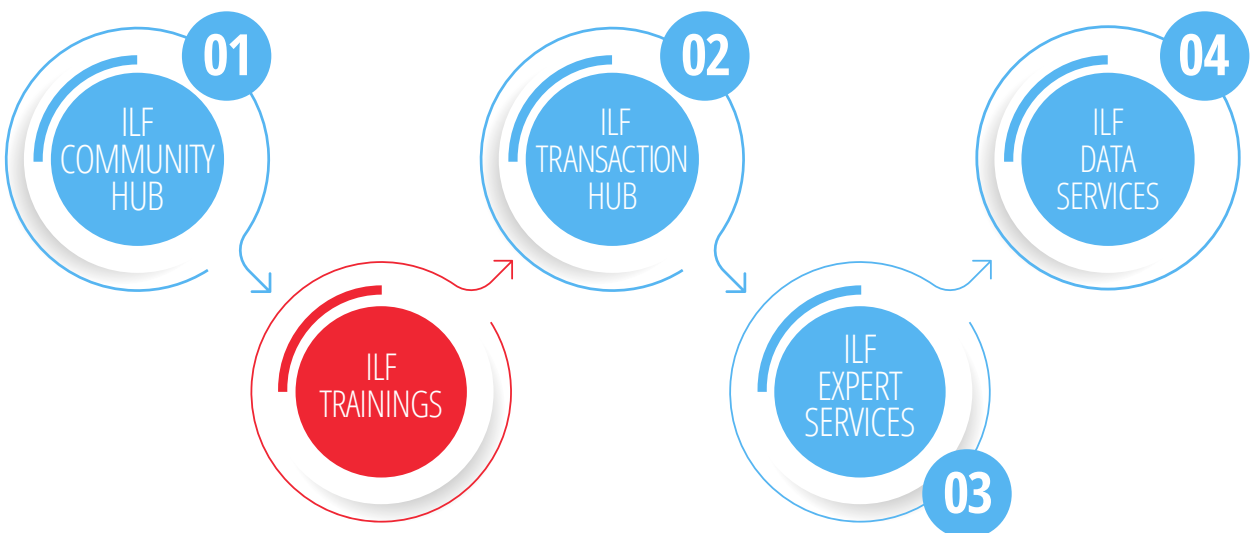 01
ILF
COMMUNITY
HUB
ILF
TRAININGS
02
ILF
TRANSACTION
HUB
ILF
EXPERT
SERVICES
03
04
ILF
DATA
SERVICES